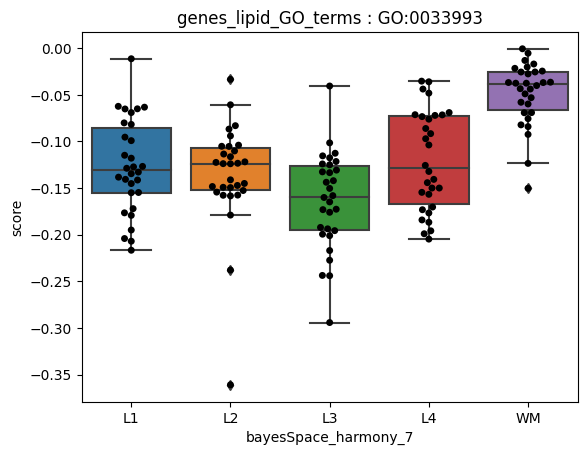 genes_lipid_GO_terms : GO:0033993
score
0.00
−0.05
−0.10
−0.15
−0.20
−0.25
−0.30
−0.35
L1 L2 L3 L4 WM
bayesSpace_harmony_7